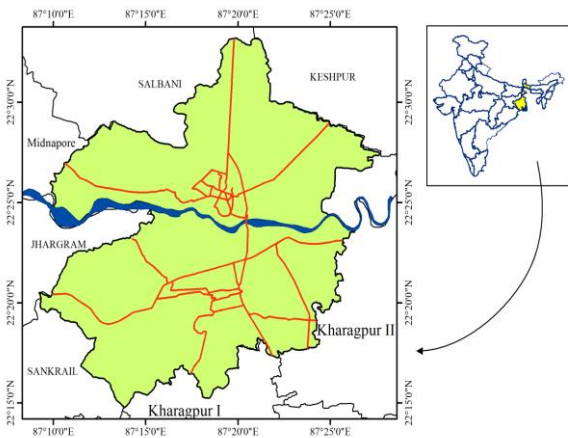 87°10'0"E 87°15'0"E 87°20'0"E 87°25'0"E
SALBANI
KESHPUR
22°30'0"N
22°30'0"N
Midnapore
22°25'0"N
22°25'0"N
JHARGRAM
22°20'0"N
22°20'0"N
Kharagpur II
SANKRAIL
22°15'0"N
22°15'0"N
Kharagpur I
87°10'0"E 87°15'0"E 87°20'0"E 87°25'0"E